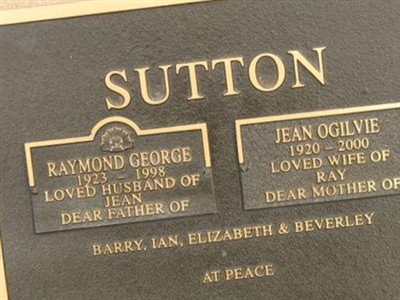 SUTTON
RAYMOND GEORGE
1923 – 1998
LOVED HUSBAND OF
JEAN
DEAR FATHER OF
JEAN OGILVIE
1920 – 2000
LOVED WIFE OF
RAY
DEAR MOTHER OF
BARRY, IAN, ELIZABETH & BEVERLEY
AT PEACE